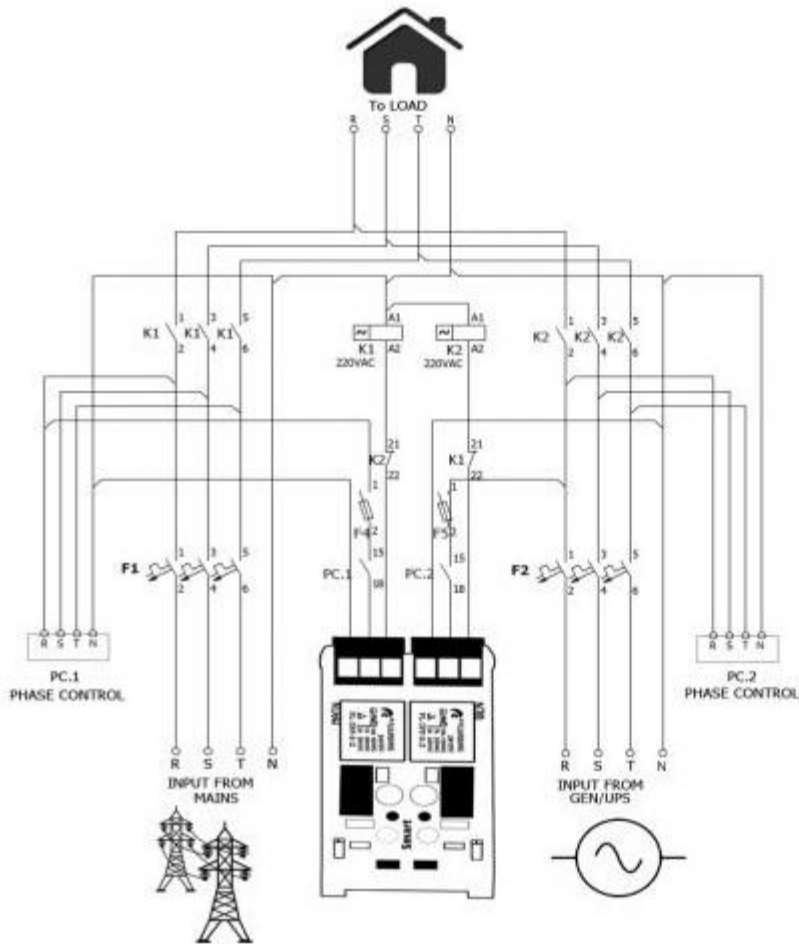 To LOAD
R S T N
1 3 5
K1 K1 K1
2 4 6
A1 A1
K1 K2
A2 A2
220VAC 220VAC
1 3 5
K2 K2 K2
2 4 6
21 21
K2 K1
22 22
1 1
F4 2 F5 2
15 15
PC.1 PC.2
18 18
1 3 5
F1
2 4 6
1 3 5
F2
2 4 6
R S T N
PC.1
PHASE CONTROL
R S T N
PC.2
PHASE CONTROL
R S T N
INPUT FROM
MAINS
R S T N
INPUT FROM
GEN/UPS
Smart